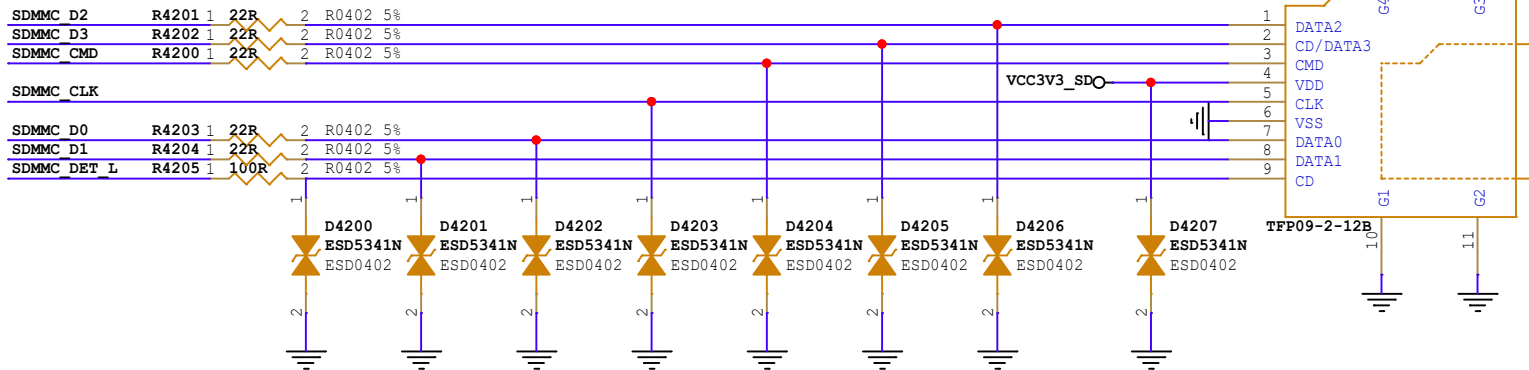 SDMMC_D2 R4201 1 22R 2 R0402 5%
SDMMC_D3 R4202 1 22R 2 R0402 5%
SDMMC_CMD R4200 1 22R 2 R0402 5%
SDMMC_CLK
SDMMC_D0 R4203 1 22R 2 R0402 5%
SDMMC_D1 R4204 1 22R 2 R0402 5%
SDMMC_DET_L R4205 1 100R 2 R0402 5%
VCC3V3_SD
1 DATA2
2 CD/DATA3
3 CMD
4 VDD
5 CLK
6 VSS
7 DATA0
8 DATA1
9 CD
G4
G3
G1
G2
TFP09-2-12B
10
11
1
D4200
ESD5341N
ESD0402
2
1
D4201
ESD5341N
ESD0402
2
1
D4202
ESD5341N
ESD0402
2
1
D4203
ESD5341N
ESD0402
2
1
D4204
ESD5341N
ESD0402
2
1
D4205
ESD5341N
ESD0402
2
1
D4206
ESD5341N
ESD0402
2
1
D4207
ESD5341N
ESD0402
2